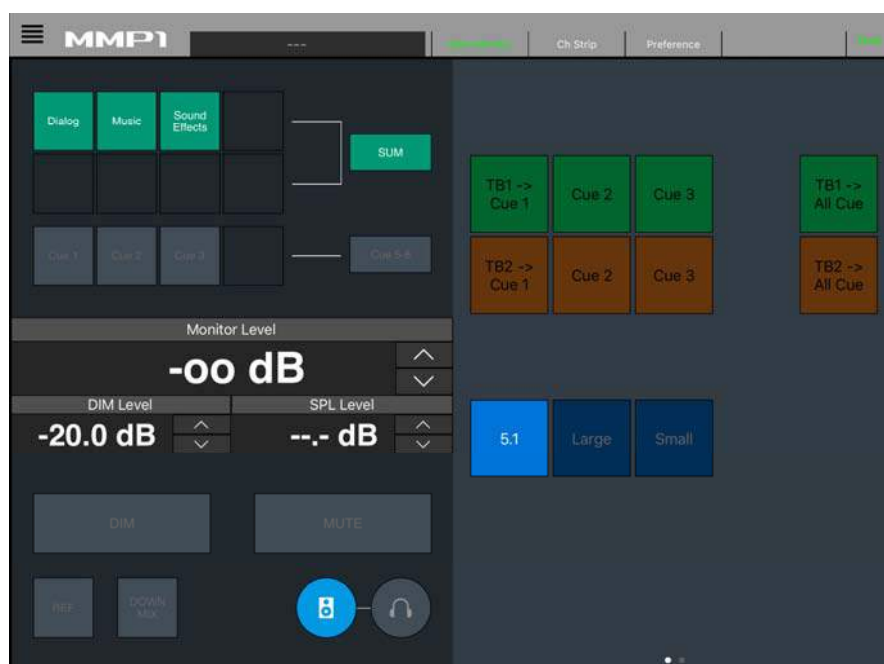 MMP1
---
Ch Strip
Preference
Dialog
Music
Sound
Effects
SUM
Cue 1
Cue 2
Cue 3
Cue 5-6
Monitor Level
-oo dB
DIM Level
SPL Level
-20.0 dB
--.- dB
DIM
MUTE
REF
DOWN
MIX
TB1 ->
Cue 1
Cue 2
Cue 3
TB1 ->
All Cue
TB2 ->
Cue 1
Cue 2
Cue 3
TB2 ->
All Cue
5.1
Large
Small